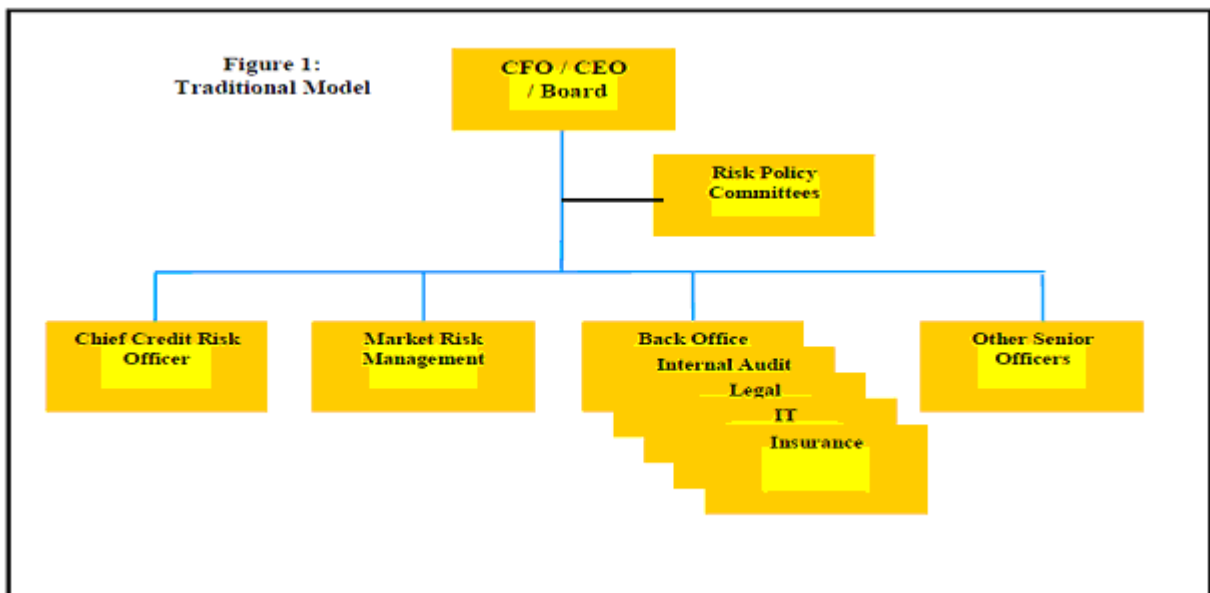 Figure 1:
Traditional Model
CFO / CEO
/ Board
Risk Policy
Committees
Chief Credit Risk
Officer
Market Risk
Management
Back Office
Internal Audit
Legal
IT
Insurance
Other Senior
Officers